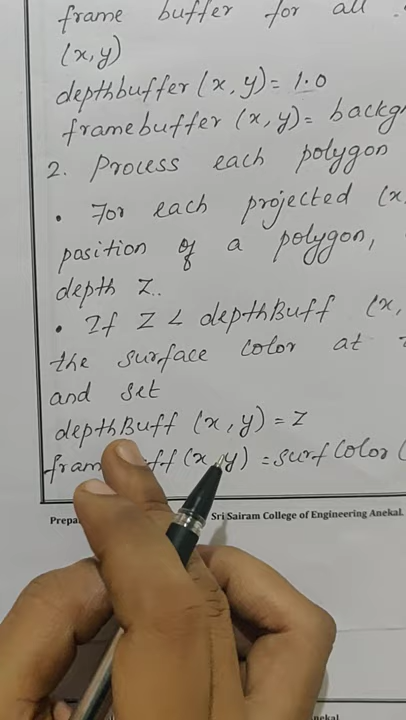 frame buffer for all
(x,y)
depthbuffer (x, y) = 1.0
framebuffer (x, y) =
2. Process each polygon
• For each projected
position of a polygon,
depth z..
• If z < depthBuff
the surface color at
and set
depthBuff (x, y) = z
(x, y) = surfColor
Sri Sairam College of Engineering Anekal.